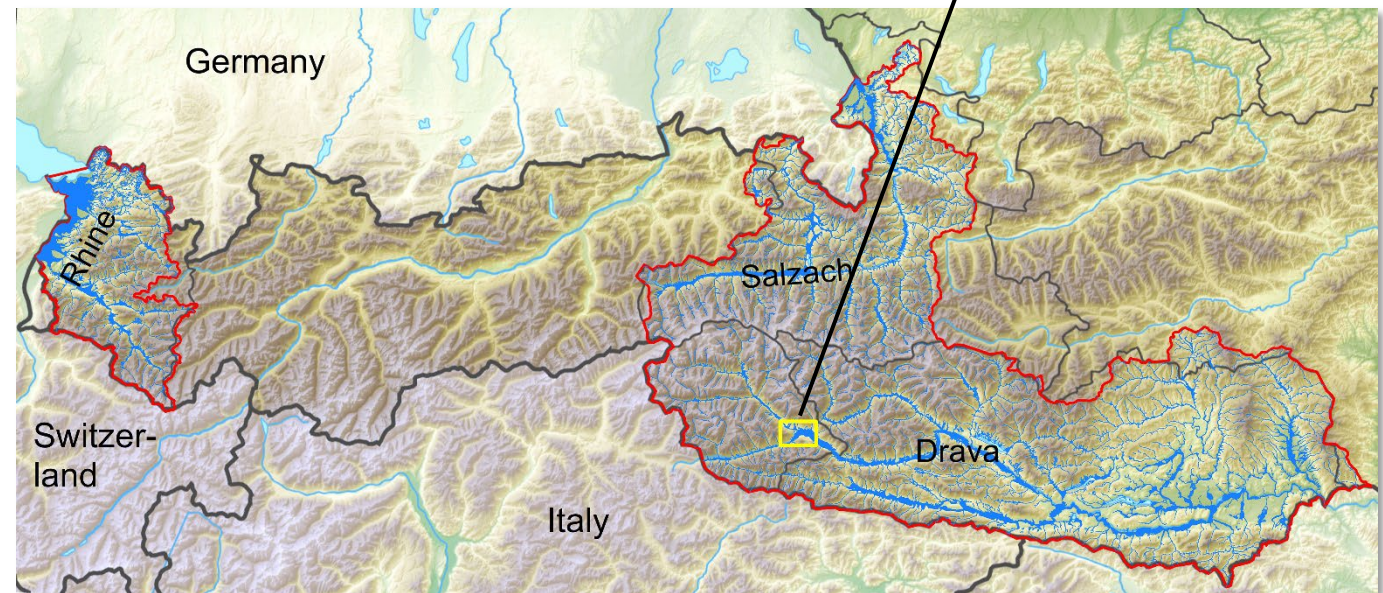 Germany
Rhine
Salzach
Switzer-
land
Drava
Italy